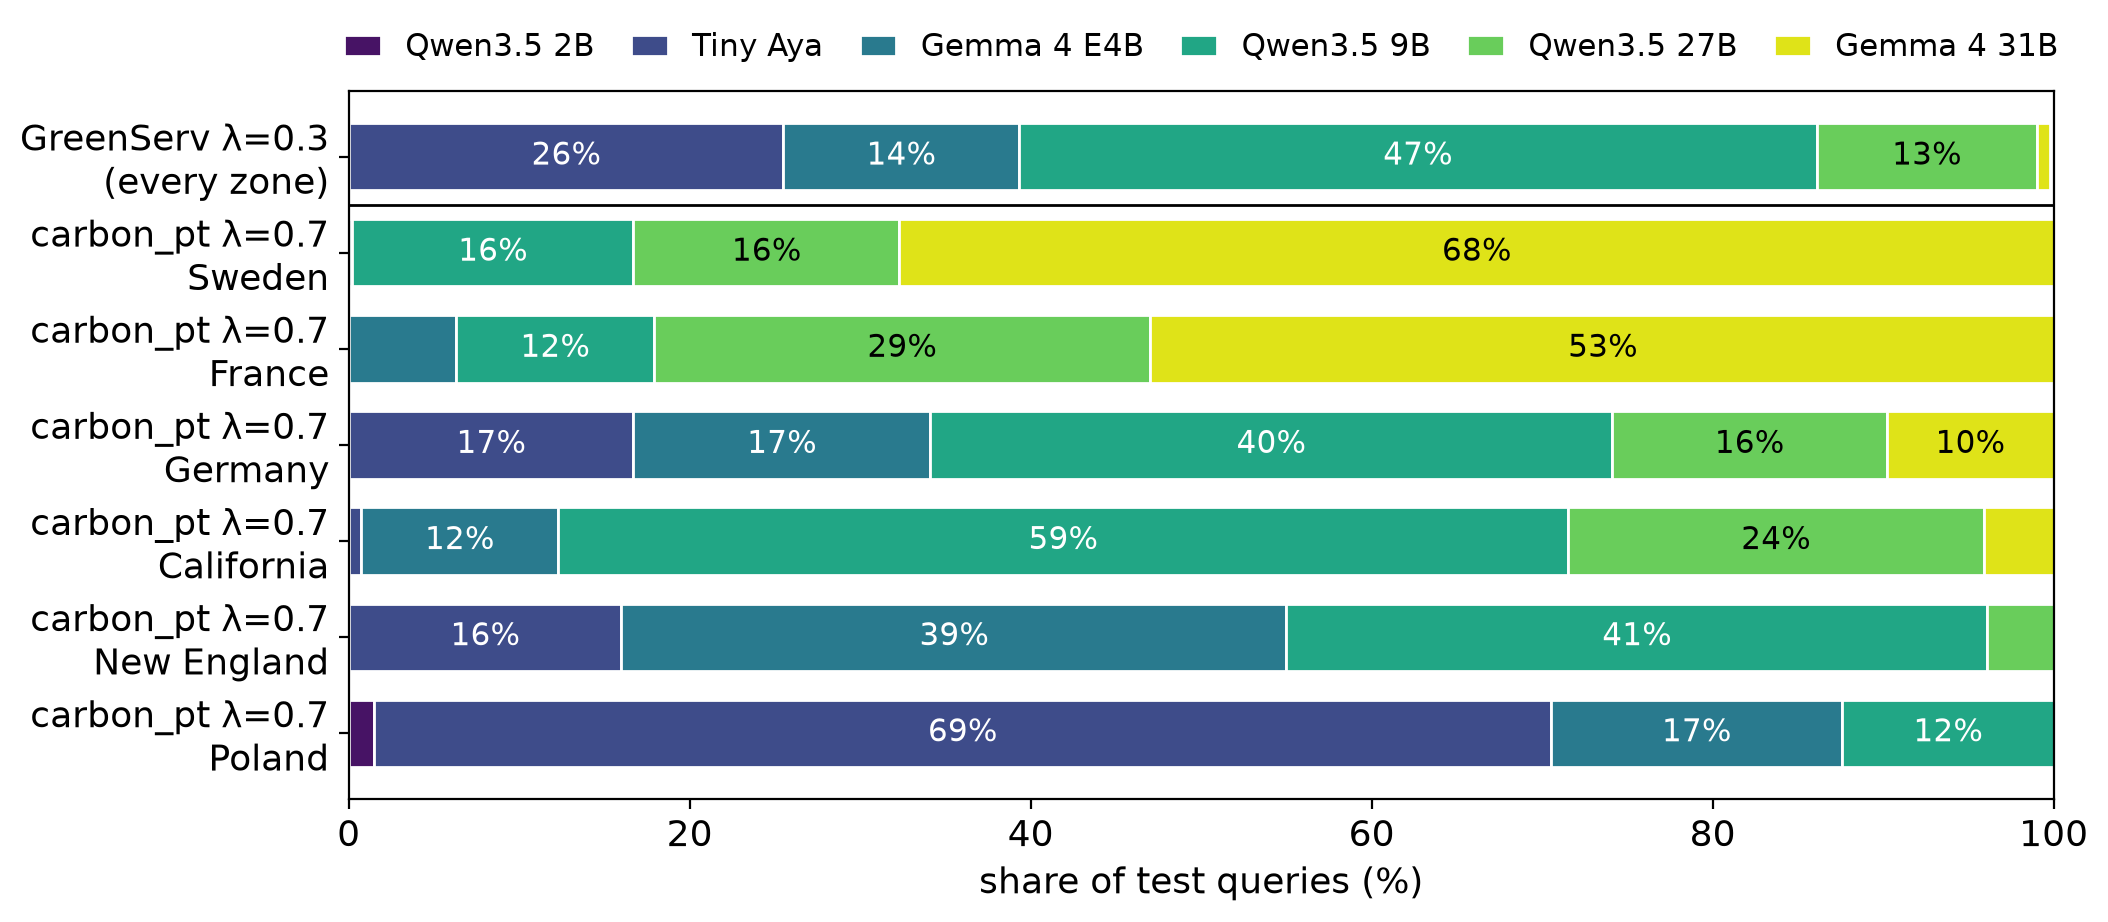 Qwen3.5 2B Tiny Aya Gemma 4 E4B Qwen3.5 9B Qwen3.5 27B Gemma 4 31B
GreenServ λ=0.3
(every zone)
26% 14% 47% 13%
carbon_pt λ=0.7
Sweden
16% 16% 68%
carbon_pt λ=0.7
France
12% 29% 53%
carbon_pt λ=0.7
Germany
17% 17% 40% 16% 10%
carbon_pt λ=0.7
California
12% 59% 24%
carbon_pt λ=0.7
New England
16% 39% 41%
carbon_pt λ=0.7
Poland
69% 17% 12%
0 20 40 60 80 100
share of test queries (%)